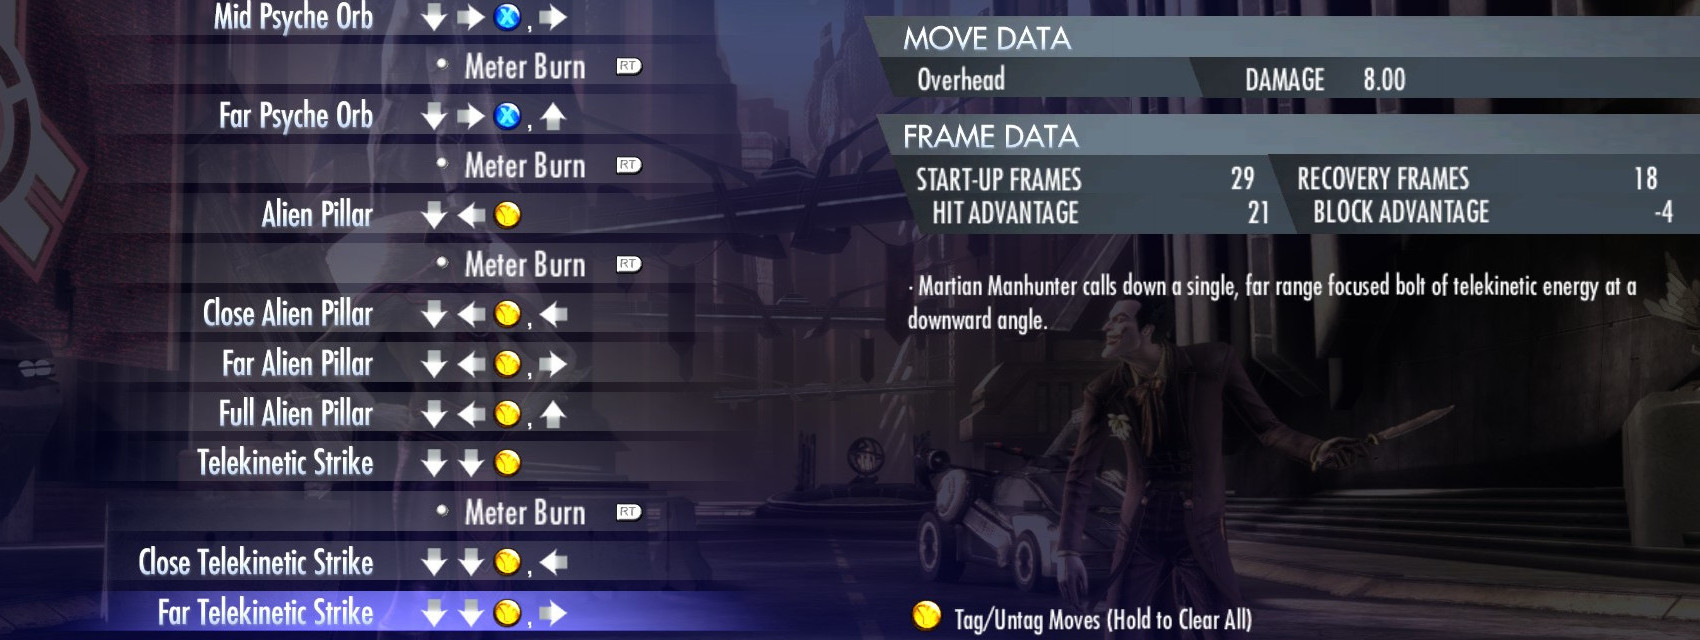 Mid Psyche Orb X ,
Meter Burn RT
Far Psyche Orb X ,
Meter Burn RT
Alien Pillar Y
Meter Burn RT
Close Alien Pillar Y ,
Far Alien Pillar Y ,
Full Alien Pillar Y ,
Telekinetic Strike Y
Meter Burn RT
Close Telekinetic Strike Y ,
Far Telekinetic Strike Y ,
MOVE DATA
Overhead DAMAGE 8.00
FRAME DATA
START-UP FRAMES 29 RECOVERY FRAMES 18
HIT ADVANTAGE 21 BLOCK ADVANTAGE -4
· Martian Manhunter calls down a single, far range focused bolt of telekinetic energy at a
downward angle.
Y Tag/Untag Moves (Hold to Clear All)